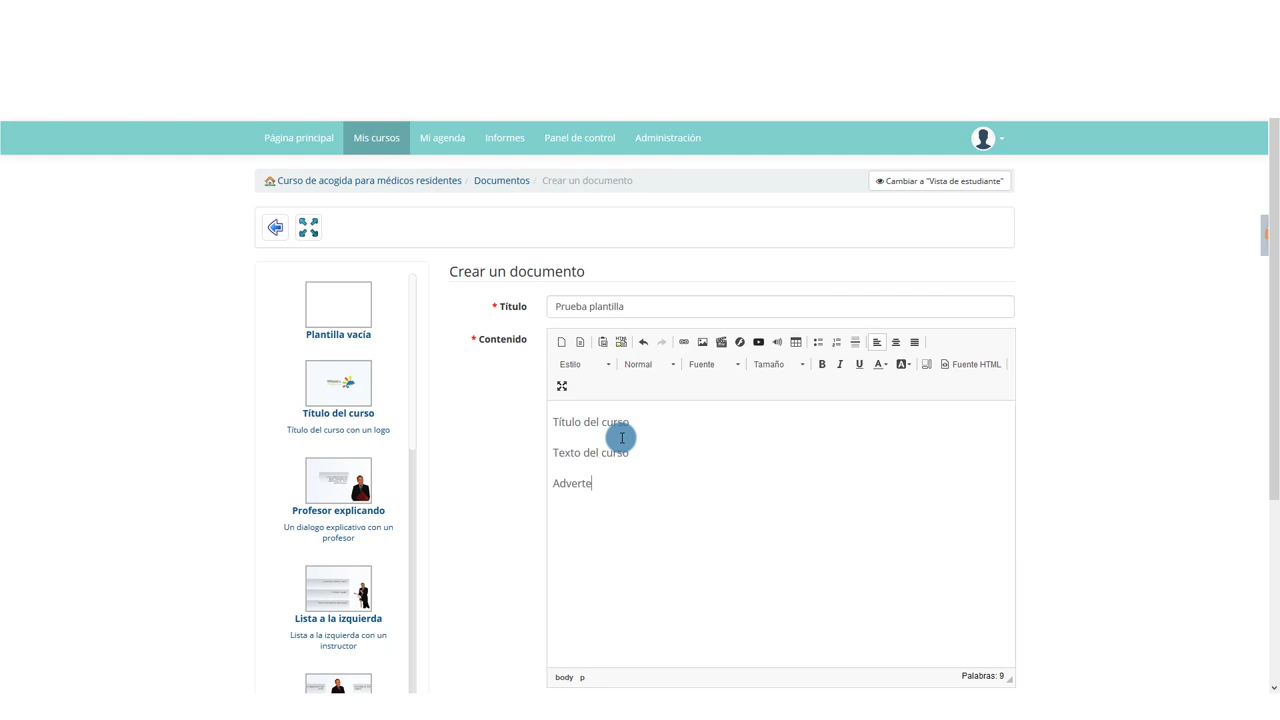 Página principal
Mis cursos
Mi agenda
Informes
Panel de control
Administración
Curso de acogida para médicos residentes / Documentos / Crear un documento
Cambiar a "Vista de estudiante"
Plantilla vacía
Título del curso
Título del curso con un logo
Profesor explicando
Un dialogo explicativo con un
profesor
Lista a la izquierda
Lista a la izquierda con un
instructor
Crear un documento
* Título
Prueba plantilla
* Contenido
Estilo
Normal
Fuente
Tamaño
B I U A A
Fuente HTML
Título del curso
Texto del curso
Adverte
body p
Palabras: 9